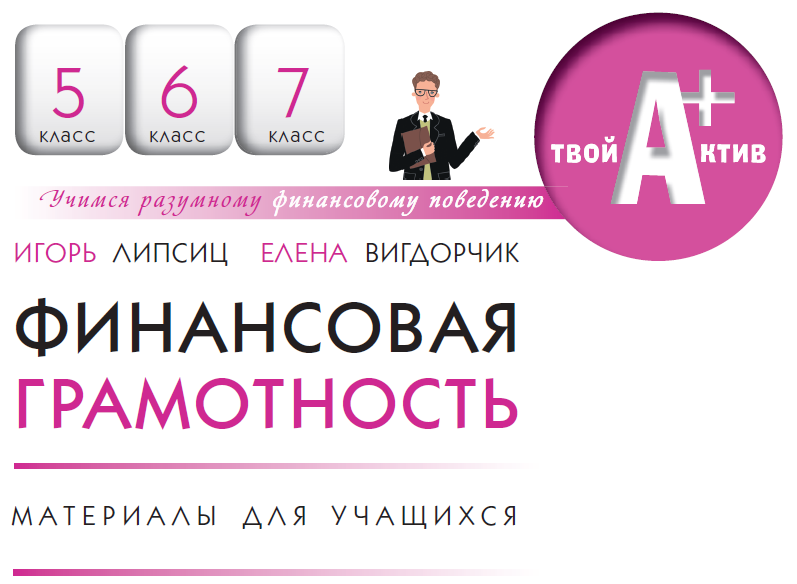 5 6 7
класс класс класс
ТВОЙ А+КТИВ
Учимся разумному финансовому поведению
ИГОРЬ ЛИПСИЦ ЕЛЕНА ВИГДОРЧИК
ФИНАНСОВАЯ
ГРАМОТНОСТЬ
МАТЕРИАЛЫ ДЛЯ УЧАЩИХСЯ